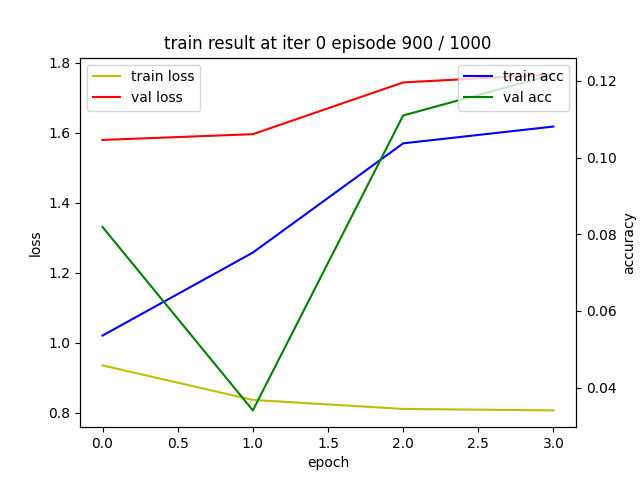 train result at iter 0 episode 900 / 1000
train loss
val loss
train acc
val acc
1.8
1.6
1.4
1.2
1.0
0.8
loss
0.12
0.10
0.08
0.06
0.04
accuracy
0.0 0.5 1.0 1.5 2.0 2.5 3.0
epoch